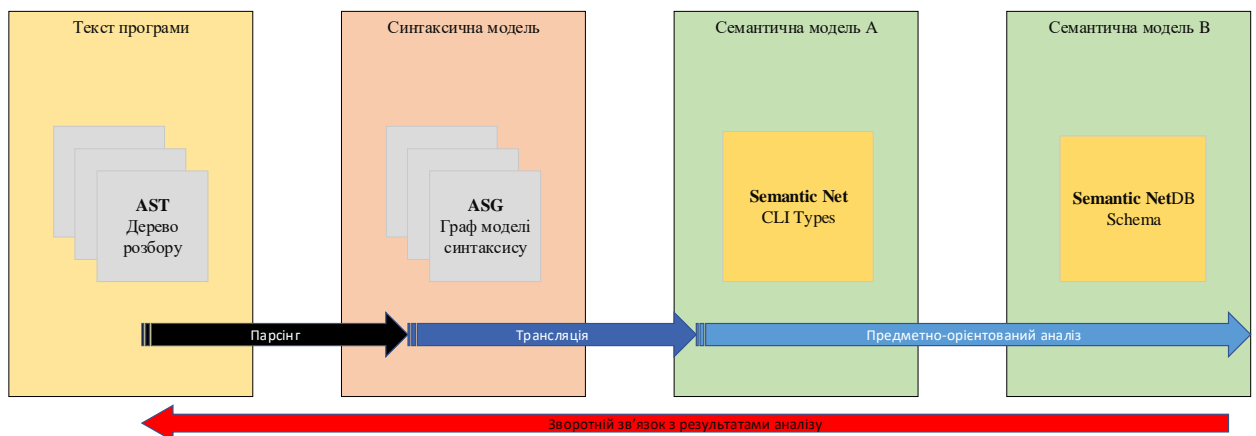 Текст програми
Синтаксична модель
Семантична модель А
Семантична модель В
AST
Дерево
розбору
ASG
Граф моделі
синтаксису
Semantic Net
CLI Types
Semantic NetDB
Schema
Парсінг
Трансляція
Предметно-орієнтований аналіз
Зворотній зв'язок з результатами аналізу